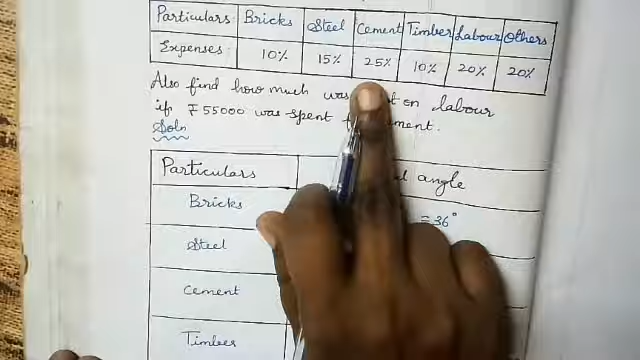 Particulars Bricks Steel Cement Timber Labour Others
Expenses 10% 15% 25% 10% 20% 20%
Also find how much was on Labour
if ₹55000 was spent
Soln
Particulars angle
Bricks = 36°
Steel
Cement
Timber